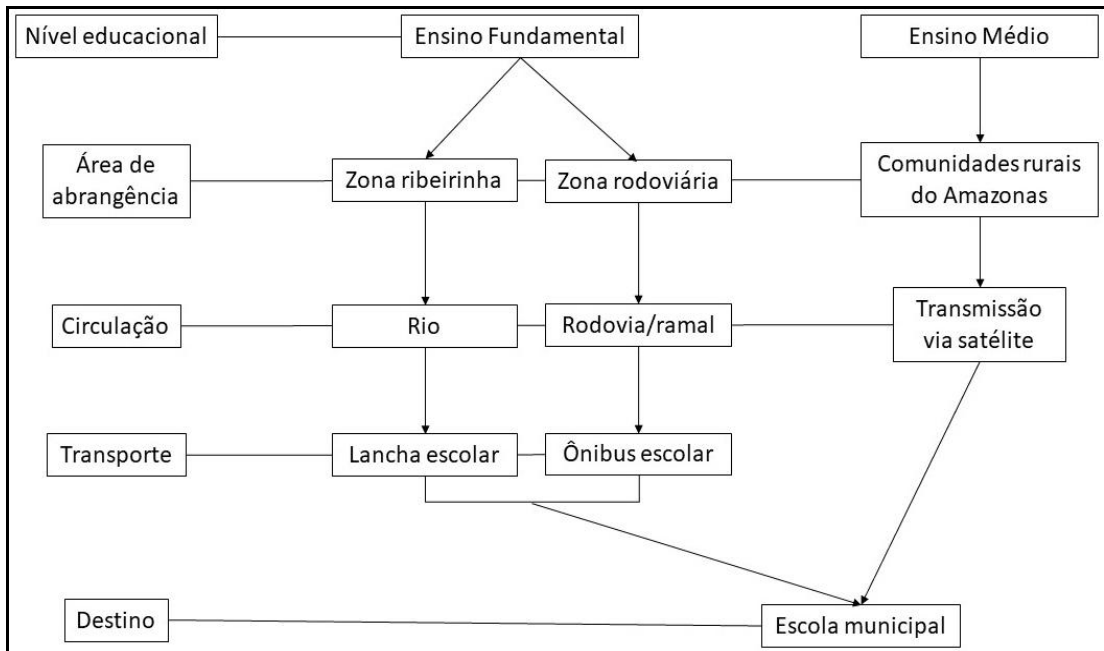 Nível educacional
Ensino Fundamental
Ensino Médio
Área de
abrangência
Zona ribeirinha
Zona rodoviária
Comunidades rurais
do Amazonas
Circulação
Rio
Rodovia/ramal
Transmissão
via satélite
Transporte
Lancha escolar
Ônibus escolar
Destino
Escola municipal